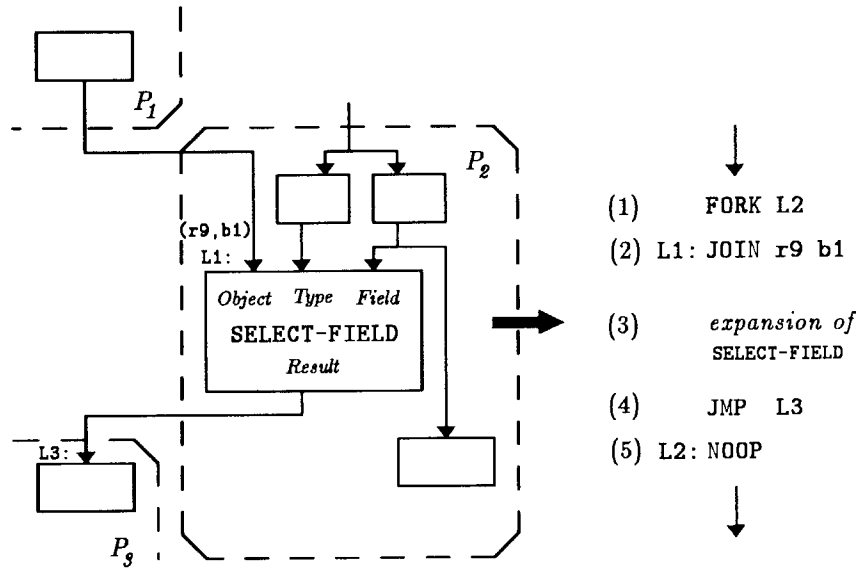 P1
P2
(r9,b1)
L1:
Object Type Field
SELECT-FIELD
Result
L3:
P3
(1) FORK L2
(2) L1: JOIN r9 b1
(3) expansion of
SELECT-FIELD
(4) JMP L3
(5) L2: NOOP